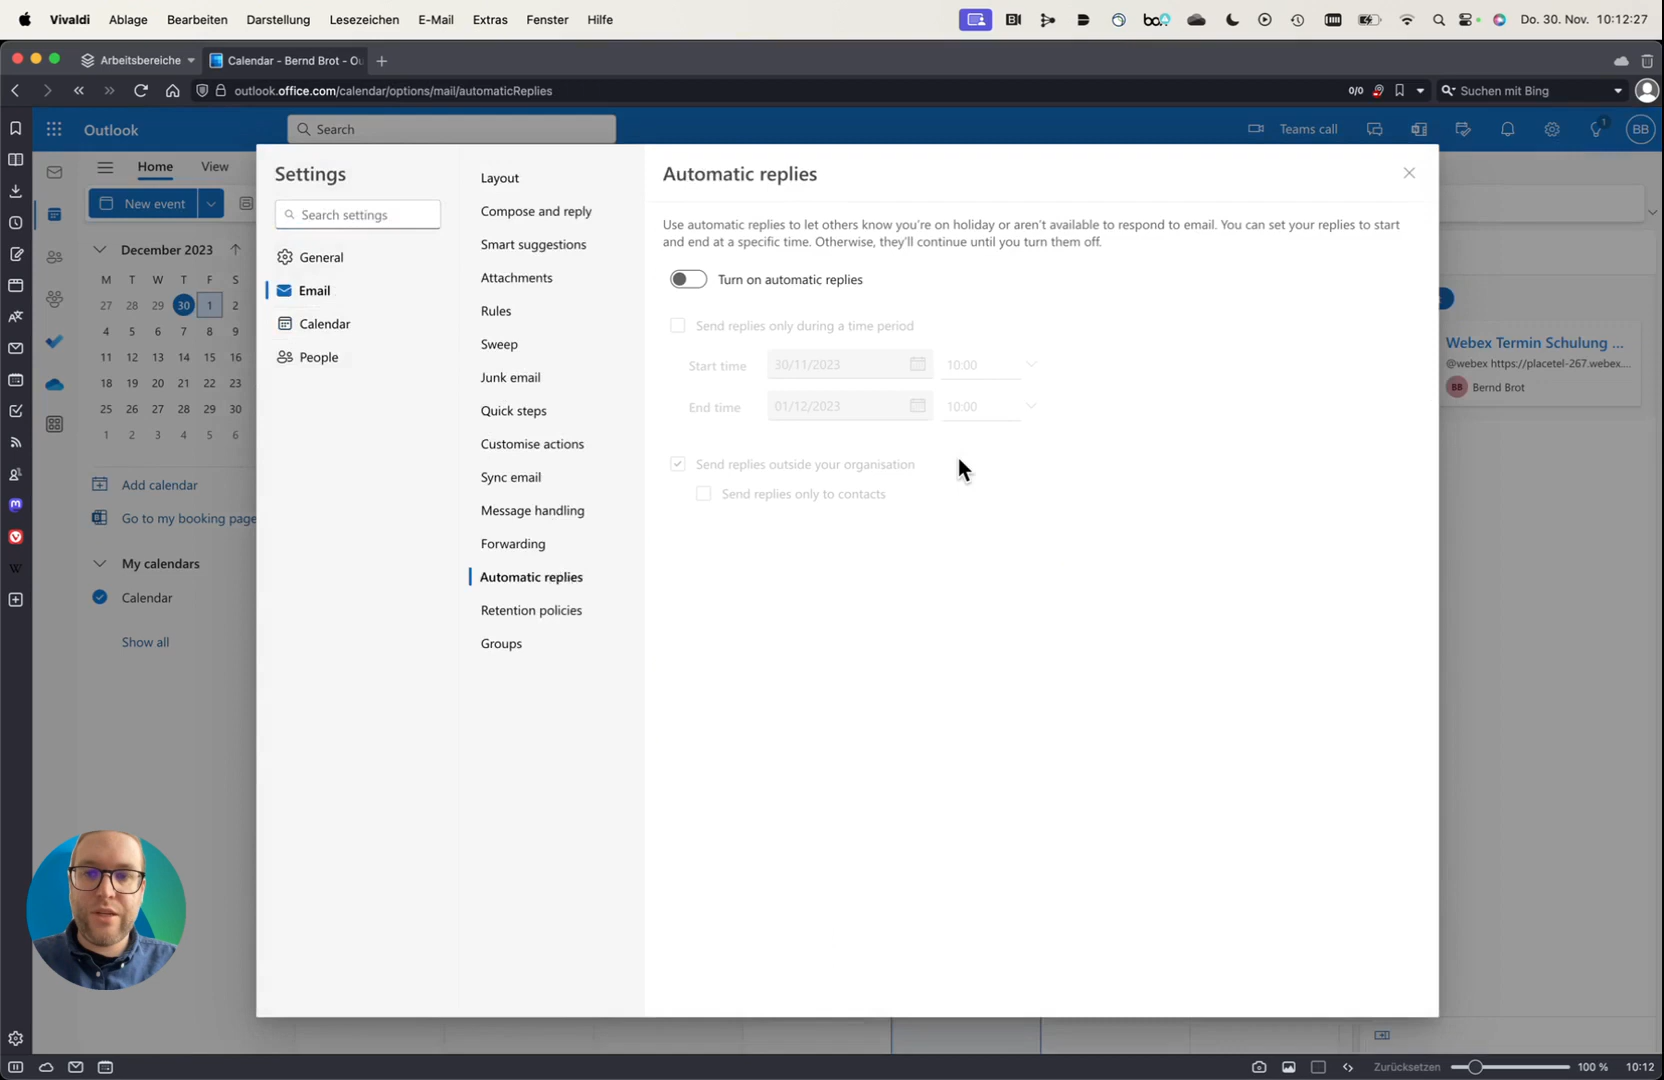 Vivaldi Ablage Bearbeiten Darstellung Lesezeichen E-Mail Extras Fenster Hilfe Do. 30. Nov. 10:12:27
Arbeitsbereiche Calendar - Bernd Brot - Ou
outlook.office.com/calendar/options/mail/automaticReplies 0/0 Suchen mit Bing
Outlook Search Teams call 1 BB
Home View
New event
December 2023
M T W T F S
27 28 29 30 1 2
4 5 6 7 8 9
11 12 13 14 15 16
18 19 20 21 22 23
25 26 27 28 29 30
1 2 3 4 5 6
Add calendar
Go to my booking page
My calendars
Calendar
Show all
Settings
Search settings
General
Email
Calendar
People
Layout
Compose and reply
Smart suggestions
Attachments
Rules
Sweep
Junk email
Quick steps
Customise actions
Sync email
Message handling
Forwarding
Automatic replies
Retention policies
Groups
Automatic replies
Use automatic replies to let others know you're on holiday or aren't available to respond to email. You can set your replies to start
and end at a specific time. Otherwise, they'll continue until you turn them off.
Turn on automatic replies
Send replies only during a time period
Start time 30/11/2023 10:00
End time 01/12/2023 10:00
Send replies outside your organisation
Send replies only to contacts
Webex Termin Schulung ...
@webex https://placetel-267.webex....
BB Bernd Brot
Zurücksetzen 100 % 10:12